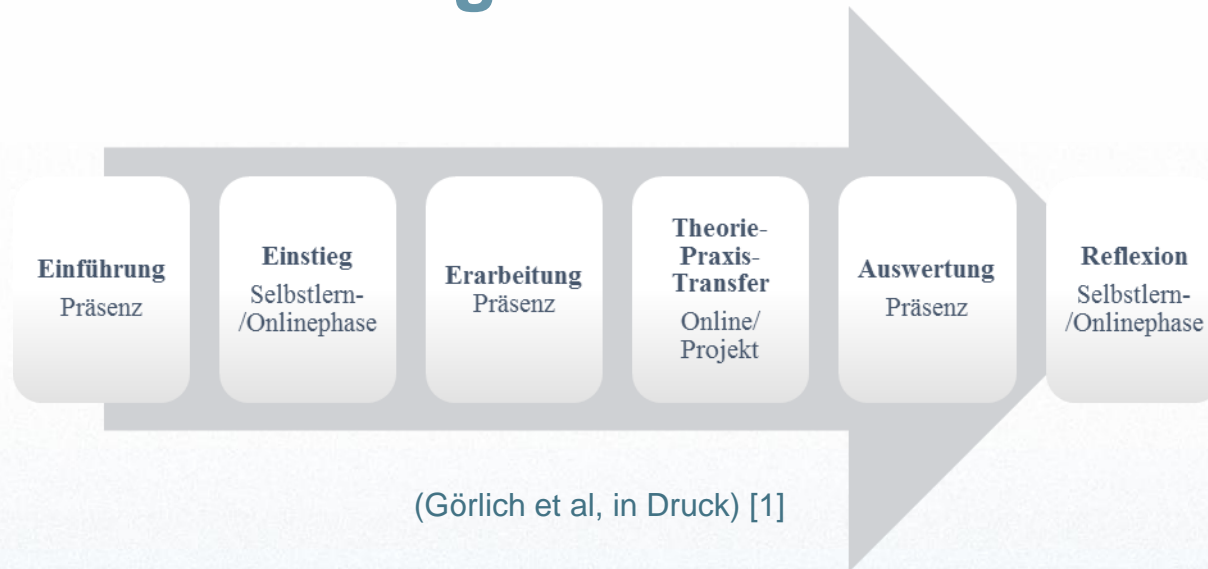 Einführung
Präsenz
Einstieg
Selbstlern-
/Onlinephase
Erarbeitung
Präsenz
Theorie-
Praxis-
Transfer
Online/
Projekt
Auswertung
Präsenz
Reflexion
Selbstlern-
/Onlinephase
(Görlich et al, in Druck) [1]